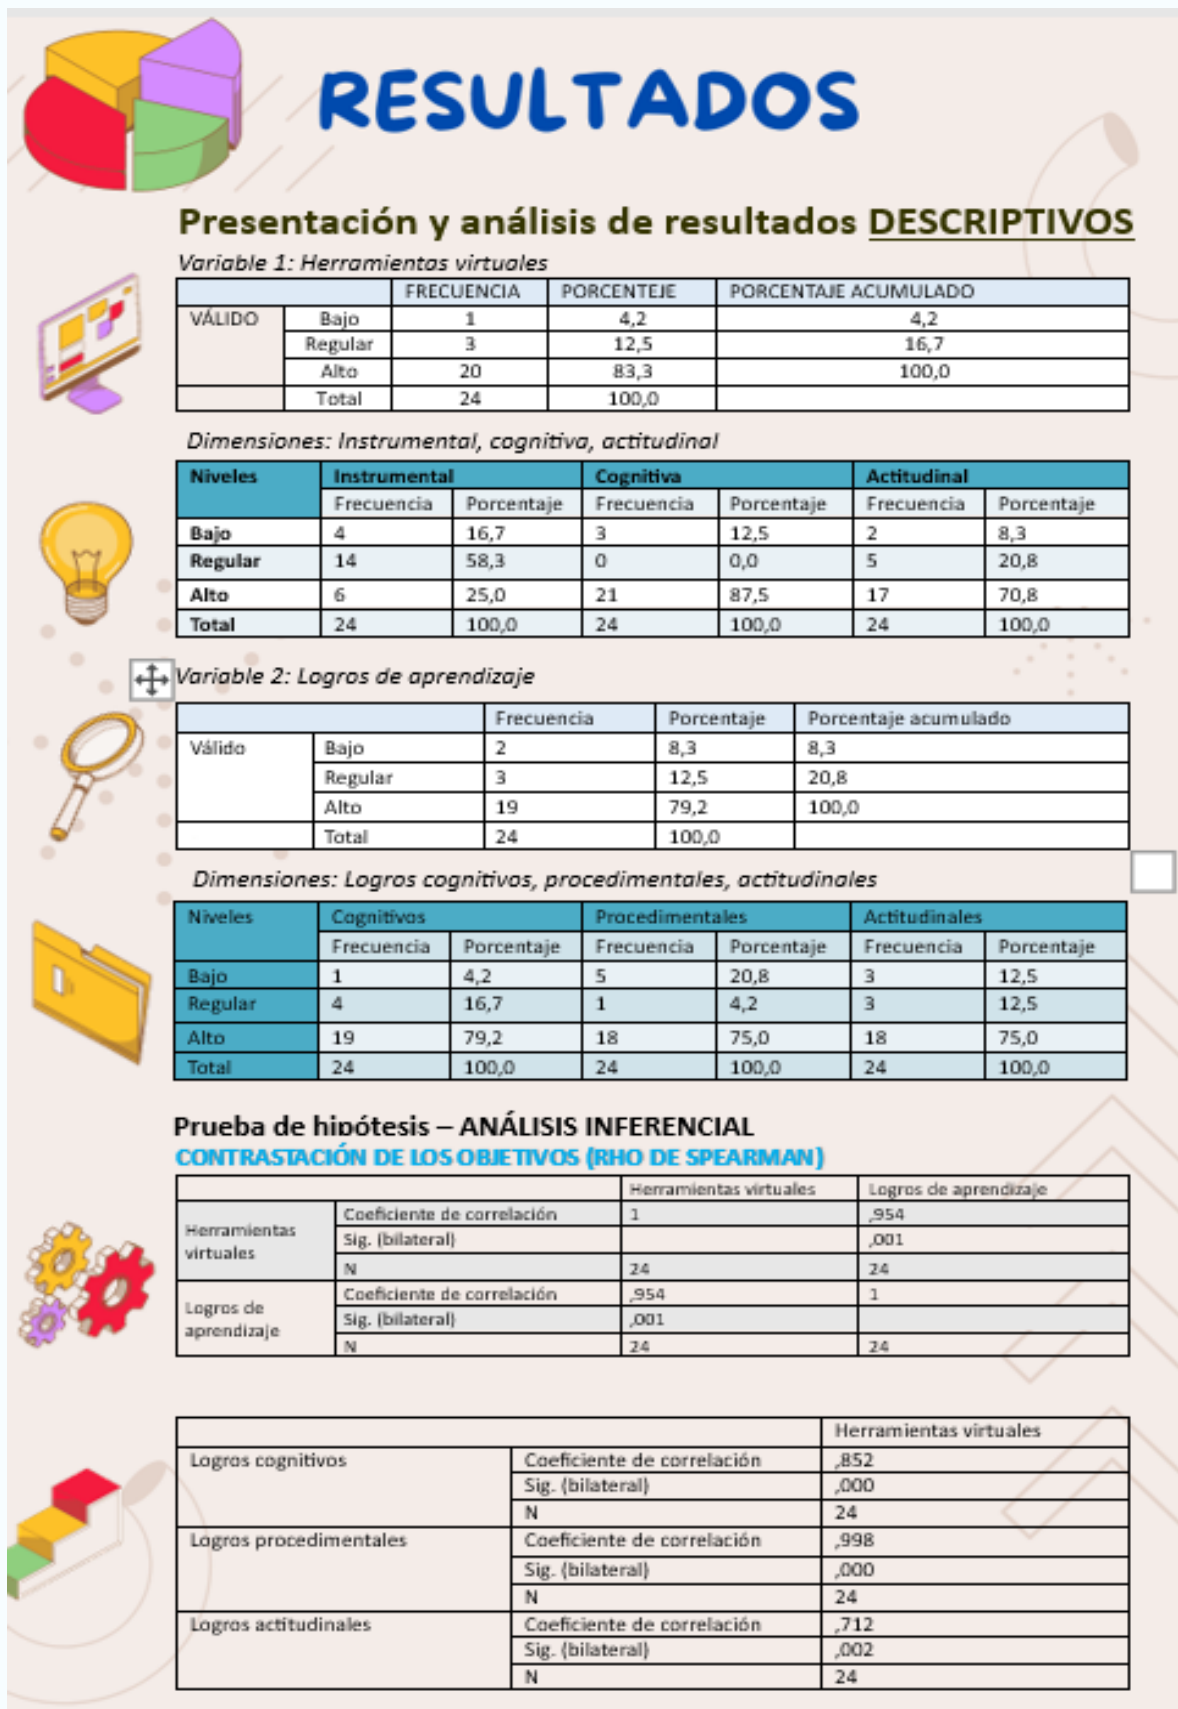 RESULTADOS
Presentación y análisis de resultados DESCRIPTIVOS
Variable 1: Herramientas virtuales
FRECUENCIA PORCENTEJE PORCENTAJE ACUMULADO
VÁLIDO Bajo 1 4,2 4,2
Regular 3 12,5 16,7
Alto 20 83,3 100,0
Total 24 100,0
Dimensiones: Instrumental, cognitiva, actitudinal
Niveles Instrumental Cognitiva Actitudinal
Frecuencia Porcentaje Frecuencia Porcentaje Frecuencia Porcentaje
Bajo 4 16,7 3 12,5 2 8,3
Regular 14 58,3 0 0,0 5 20,8
Alto 6 25,0 21 87,5 17 70,8
Total 24 100,0 24 100,0 24 100,0
Variable 2: Logros de aprendizaje
Frecuencia Porcentaje Porcentaje acumulado
Válido Bajo 2 8,3 8,3
Regular 3 12,5 20,8
Alto 19 79,2 100,0
Total 24 100,0
Dimensiones: Logros cognitivos, procedimentales, actitudinales
Niveles Cognitivos Procedimentales Actitudinales
Frecuencia Porcentaje Frecuencia Porcentaje Frecuencia Porcentaje
Bajo 1 4,2 5 20,8 3 12,5
Regular 4 16,7 1 4,2 3 12,5
Alto 19 79,2 18 75,0 18 75,0
Total 24 100,0 24 100,0 24 100,0
Prueba de hipótesis – ANÁLISIS INFERENCIAL
CONTRASTACIÓN DE LOS OBJETIVOS (RHO DE SPEARMAN)
Herramientas virtuales Logros de aprendizaje
Herramientas virtuales Coeficiente de correlación 1 ,954
Sig. (bilateral) ,001
N 24 24
Logros de aprendizaje Coeficiente de correlación ,954 1
Sig. (bilateral) ,001
N 24 24
Herramientas virtuales
Logros cognitivos Coeficiente de correlación ,852
Sig. (bilateral) ,000
N 24
Logros procedimentales Coeficiente de correlación ,998
Sig. (bilateral) ,000
N 24
Logros actitudinales Coeficiente de correlación ,712
Sig. (bilateral) ,002
N 24